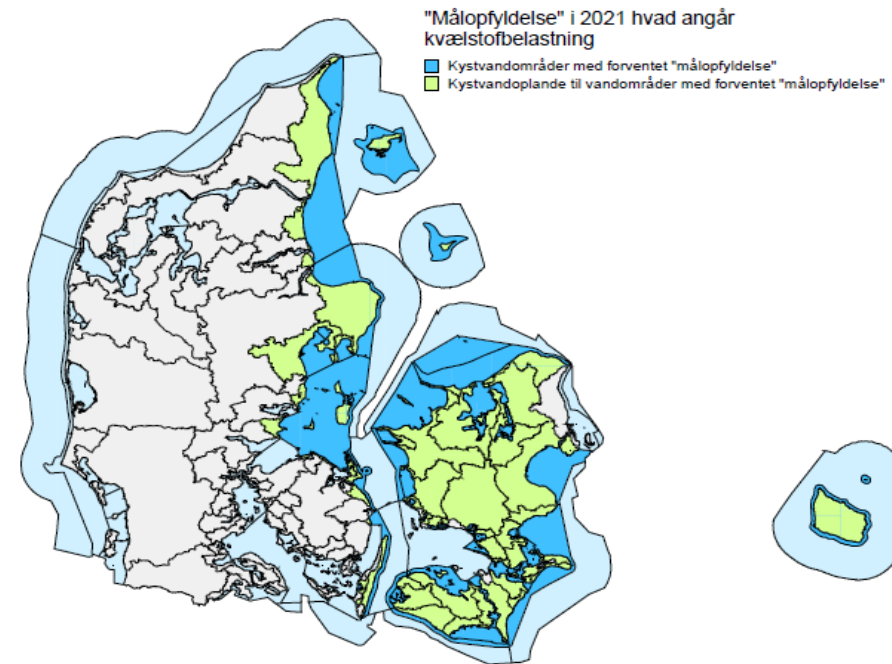 "Målopfyldelse" i 2021 hvad angår
kvælstofbelastning
Kystvandområder med forventet "målopfyldelse"
Kystvandoplande til vandområder med forventet "målopfyldelse"